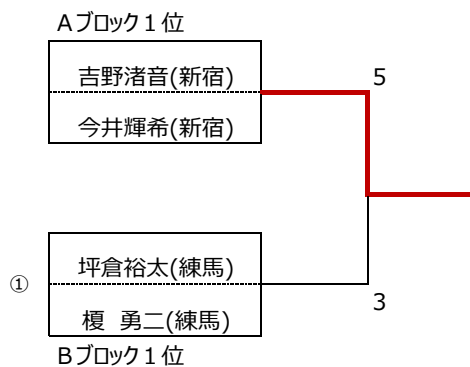 Aブロック１位
吉野渚音(新宿)
5
今井輝希(新宿)
坪倉裕太(練馬)
①
榎　勇二(練馬)
3
Bブロック１位